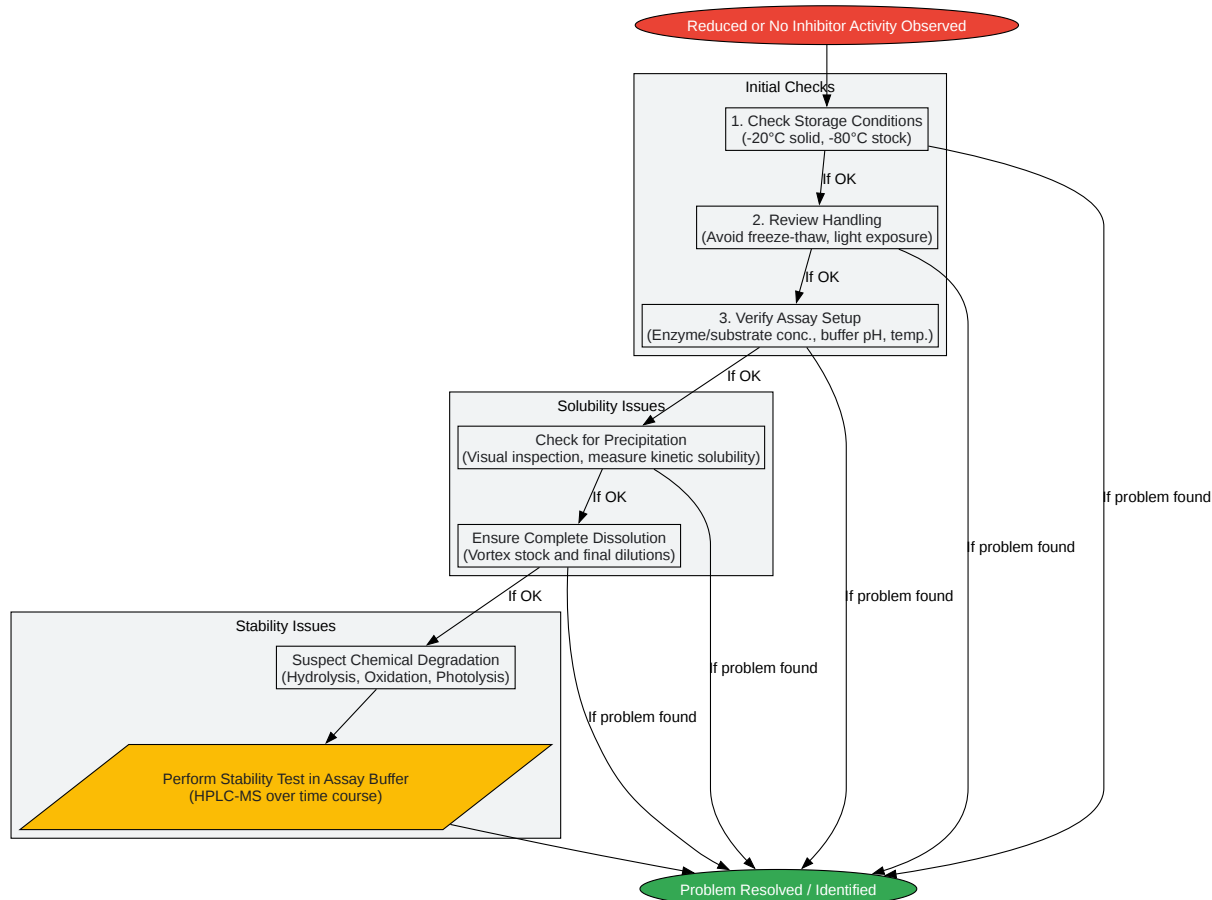 Reduced or No Inhibitor Activity Observed
Initial Checks
1. Check Storage Conditions
(-20°C solid, -80°C stock)
If OK
2. Review Handling
(Avoid freeze-thaw, light exposure)
If OK
3. Verify Assay Setup
(Enzyme/substrate conc., buffer pH, temp.)
If OK
Solubility Issues
Check for Precipitation
(Visual inspection, measure kinetic solubility)
If OK
If problem found
Ensure Complete Dissolution
(Vortex stock and final dilutions)
If problem found
If OK
If problem found
Stability Issues
Suspect Chemical Degradation
(Hydrolysis, Oxidation, Photolysis)
If problem found
If problem found
Perform Stability Test in Assay Buffer
(HPLC-MS over time course)
Problem Resolved / Identified